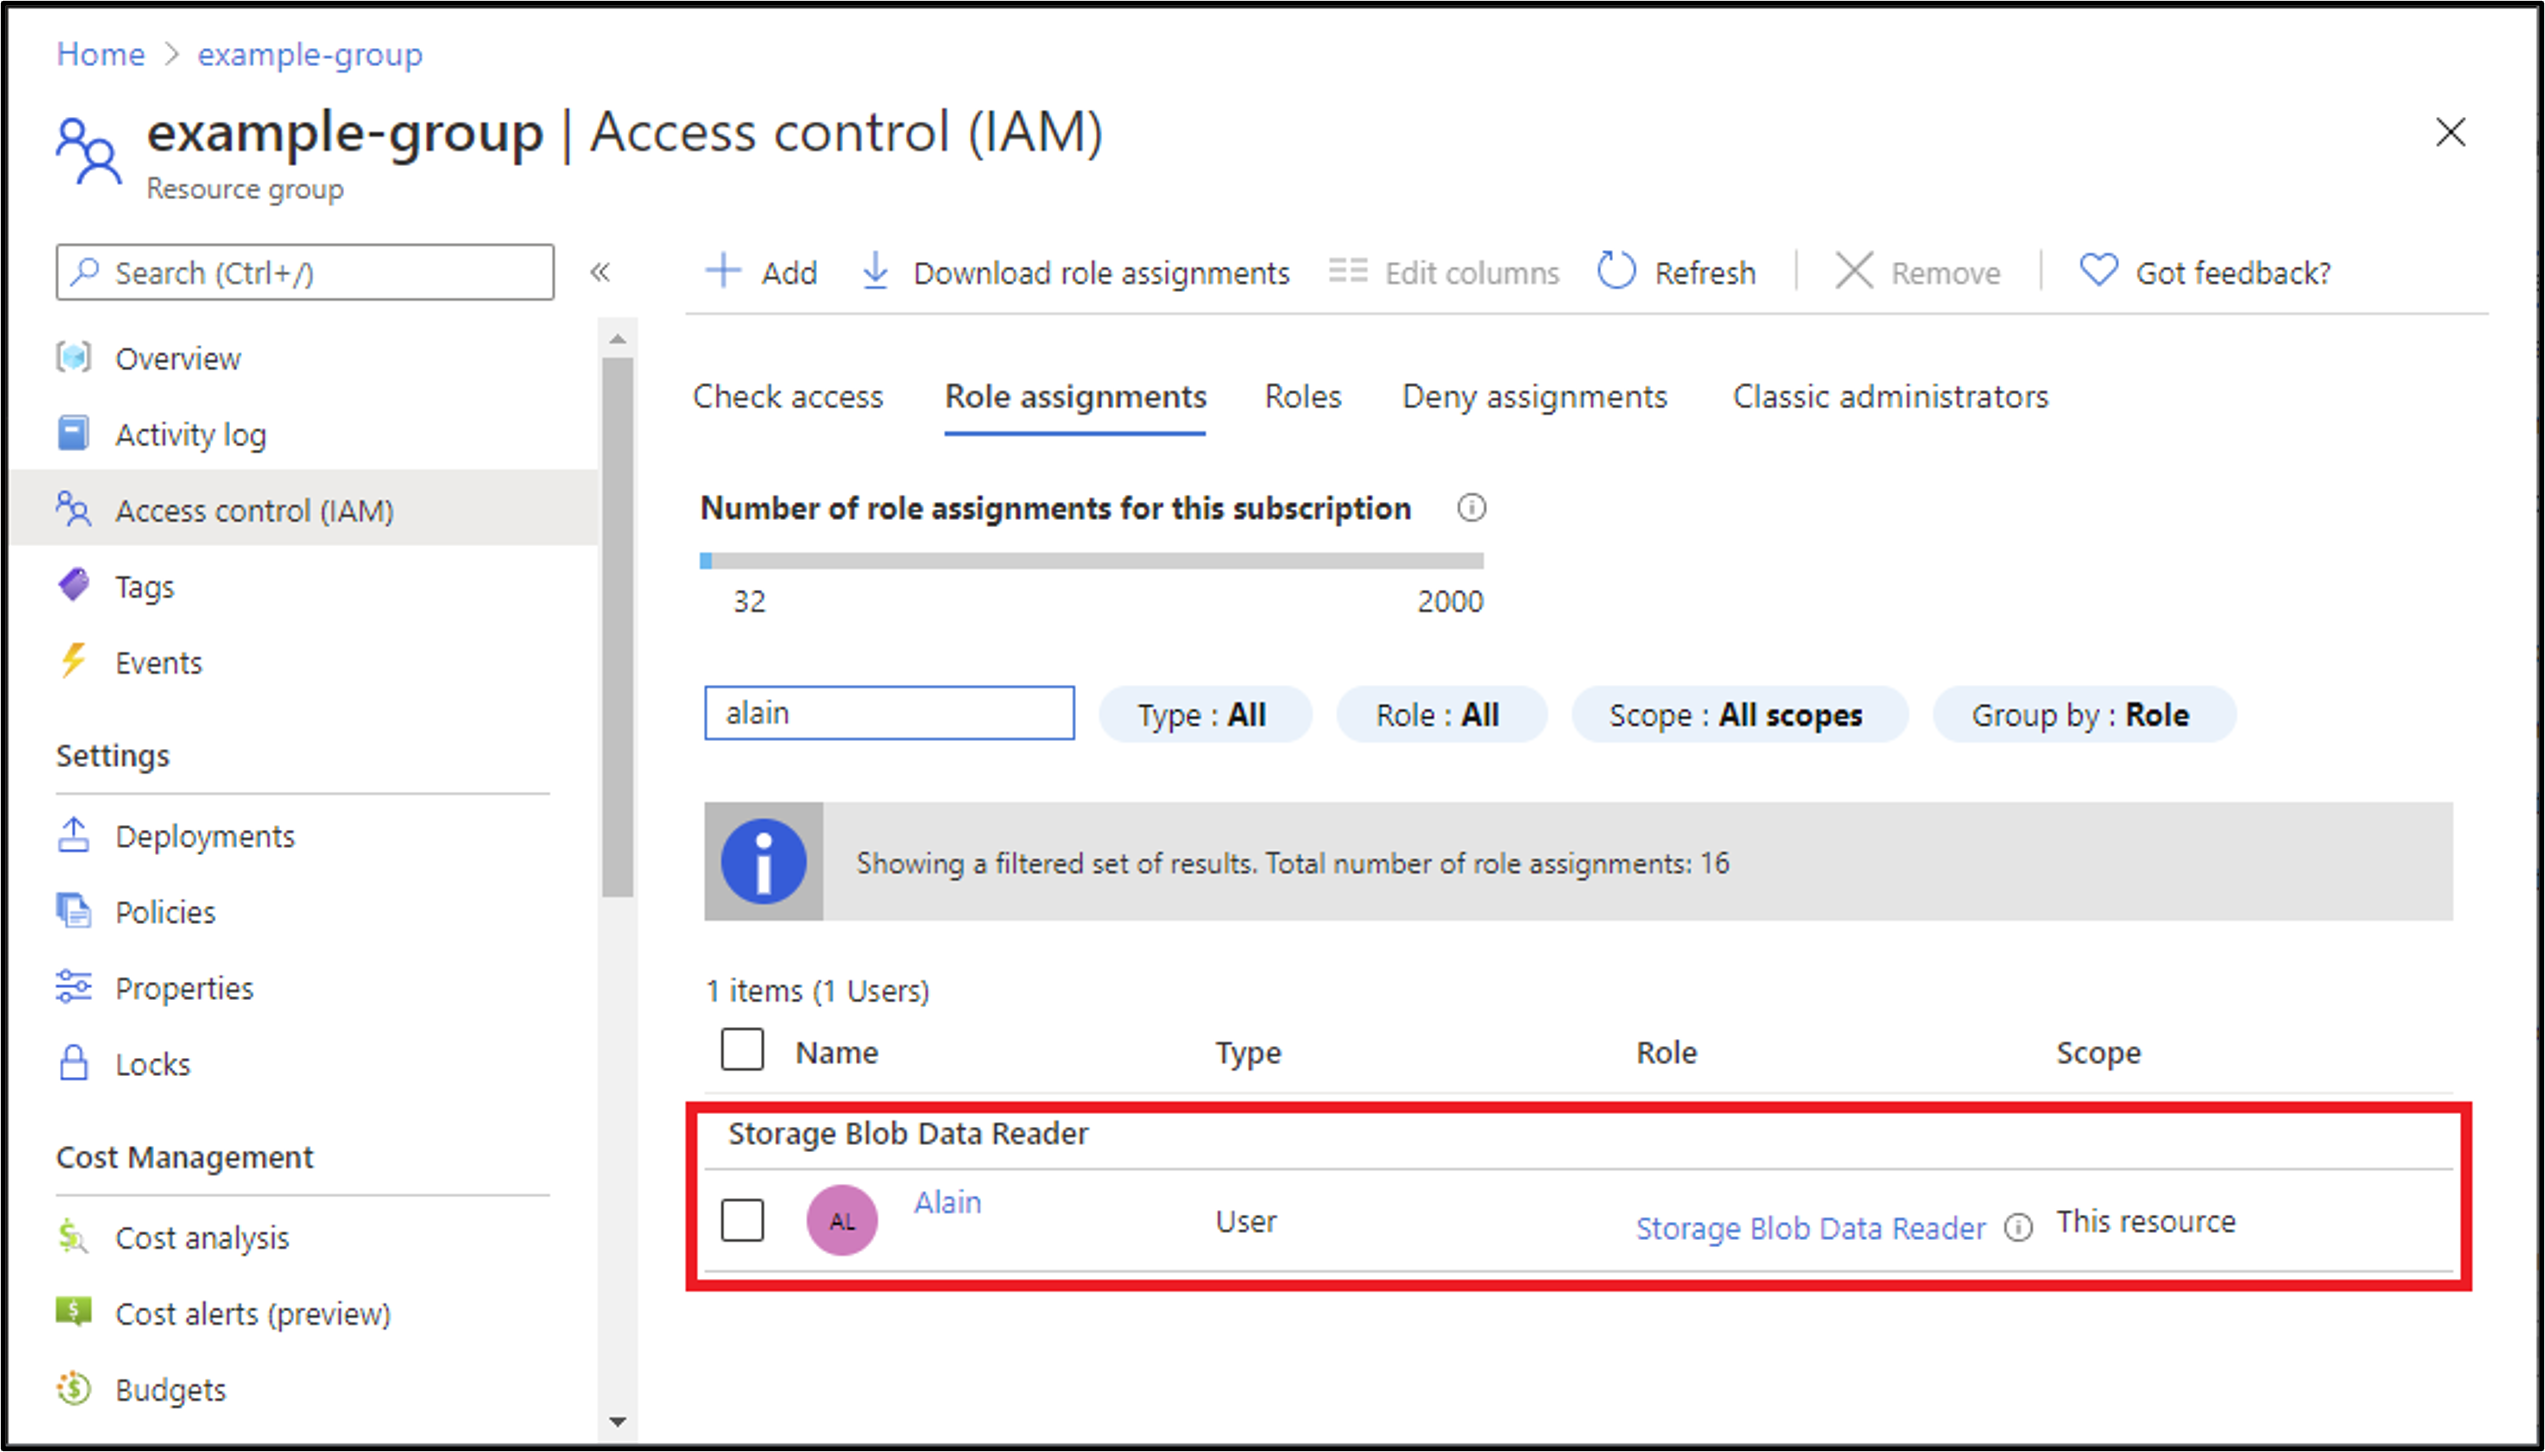 Home > example-group
example-group | Access control (IAM)
Resource group
Search (Ctrl+/)
«
Overview
Activity log
Access control (IAM)
Tags
Events
Settings
Deployments
Policies
Properties
Locks
Cost Management
Cost analysis
Cost alerts (preview)
Budgets
Add Download role assignments Edit columns Refresh Remove Got feedback?
Check access Role assignments Roles Deny assignments Classic administrators
Number of role assignments for this subscription
32 2000
alain Type : All Role : All Scope : All scopes Group by : Role
Showing a filtered set of results. Total number of role assignments: 16
1 items (1 Users)
Name Type Role Scope
Storage Blob Data Reader
AL Alain User Storage Blob Data Reader This resource